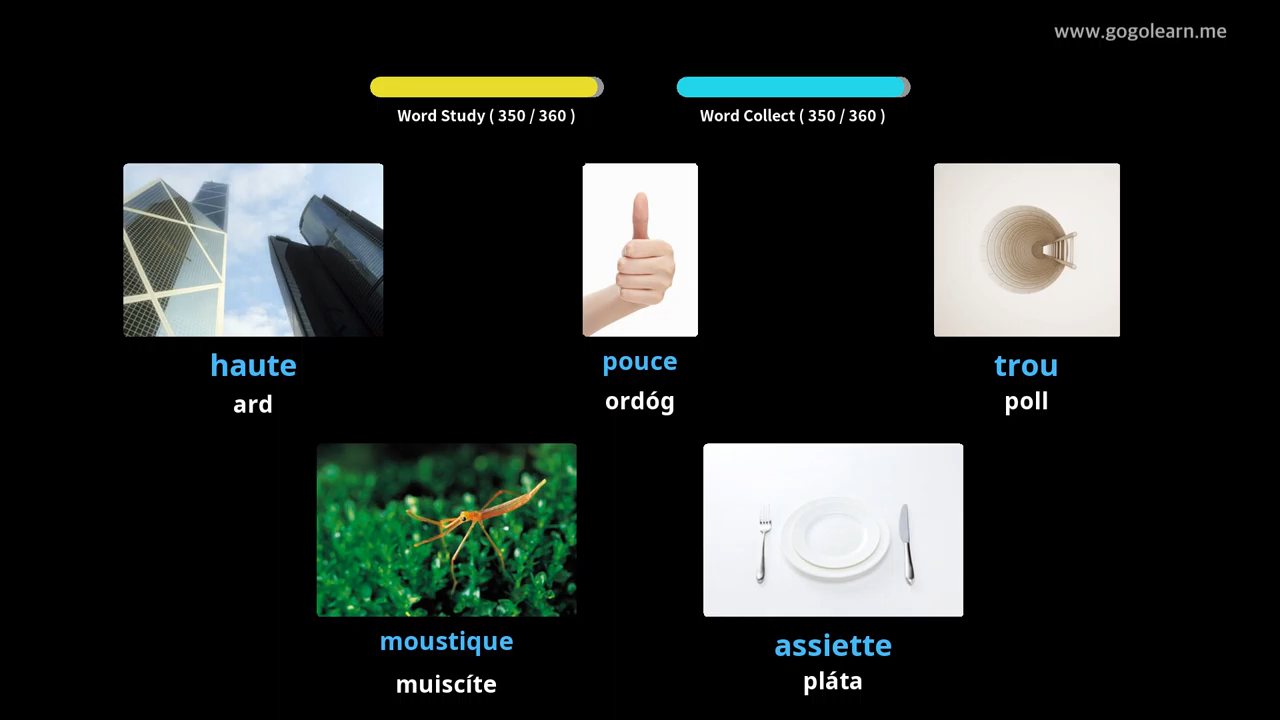 www.gogolearn.me
Word Study ( 350 / 360 )
Word Collect ( 350 / 360 )
haute
ard
pouce
ordóg
trou
poll
moustique
muiscíte
assiette
pláta